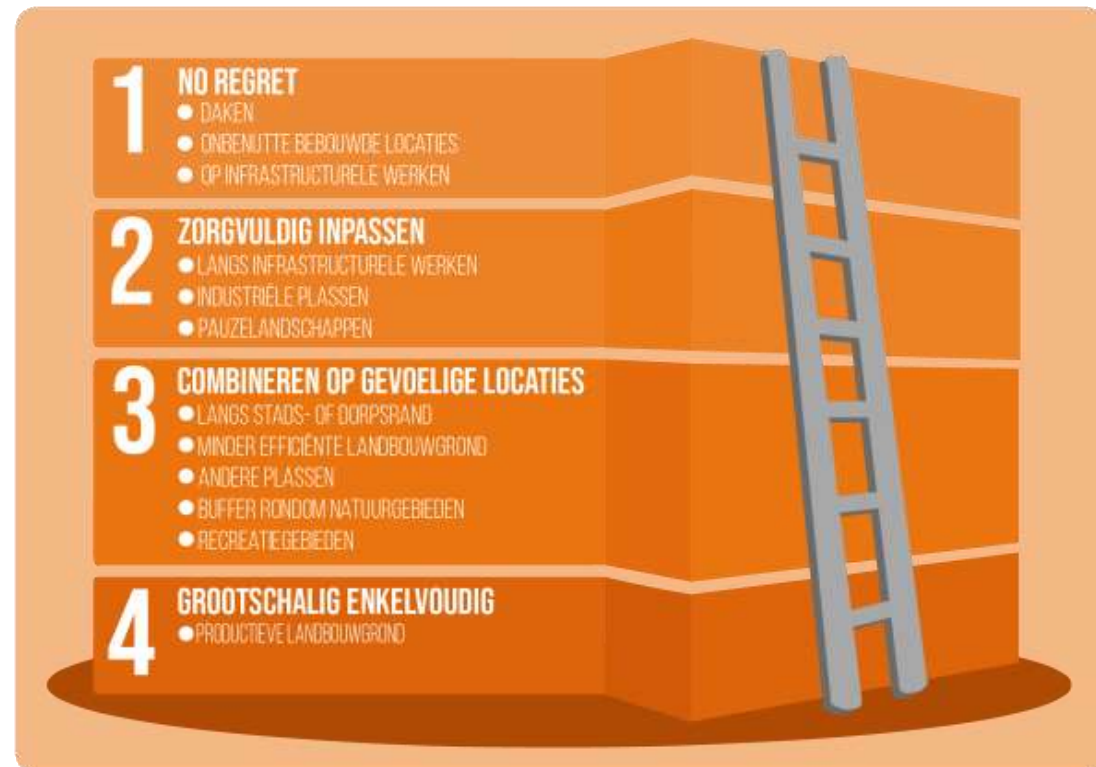 1 NO REGRET
● DAKEN
● ONBENUTTE BEBOUWDE LOCATIES
● OP INFRASTRUCTURELE WERKEN
2 ZORGVULDIG INPASSEN
● LANGS INFRASTRUCTURELE WERKEN
● INDUSTRIËLE PLASSEN
● PAUZELANDSCHAPPEN
3 COMBINEREN OP GEVOELIGE LOCATIES
● LANGS STADS- OF DORPSRAND
● MINDER EFFICIËNTE LANDBOUWGROND
● ANDERE PLASSEN
● BUFFER RONDOM NATUURGEBIEDEN
● RECREATIEGEBIEDEN
4 GROOTSCHALIG ENKELVOUDIG
● PRODUCTIEVE LANDBOUWGROND